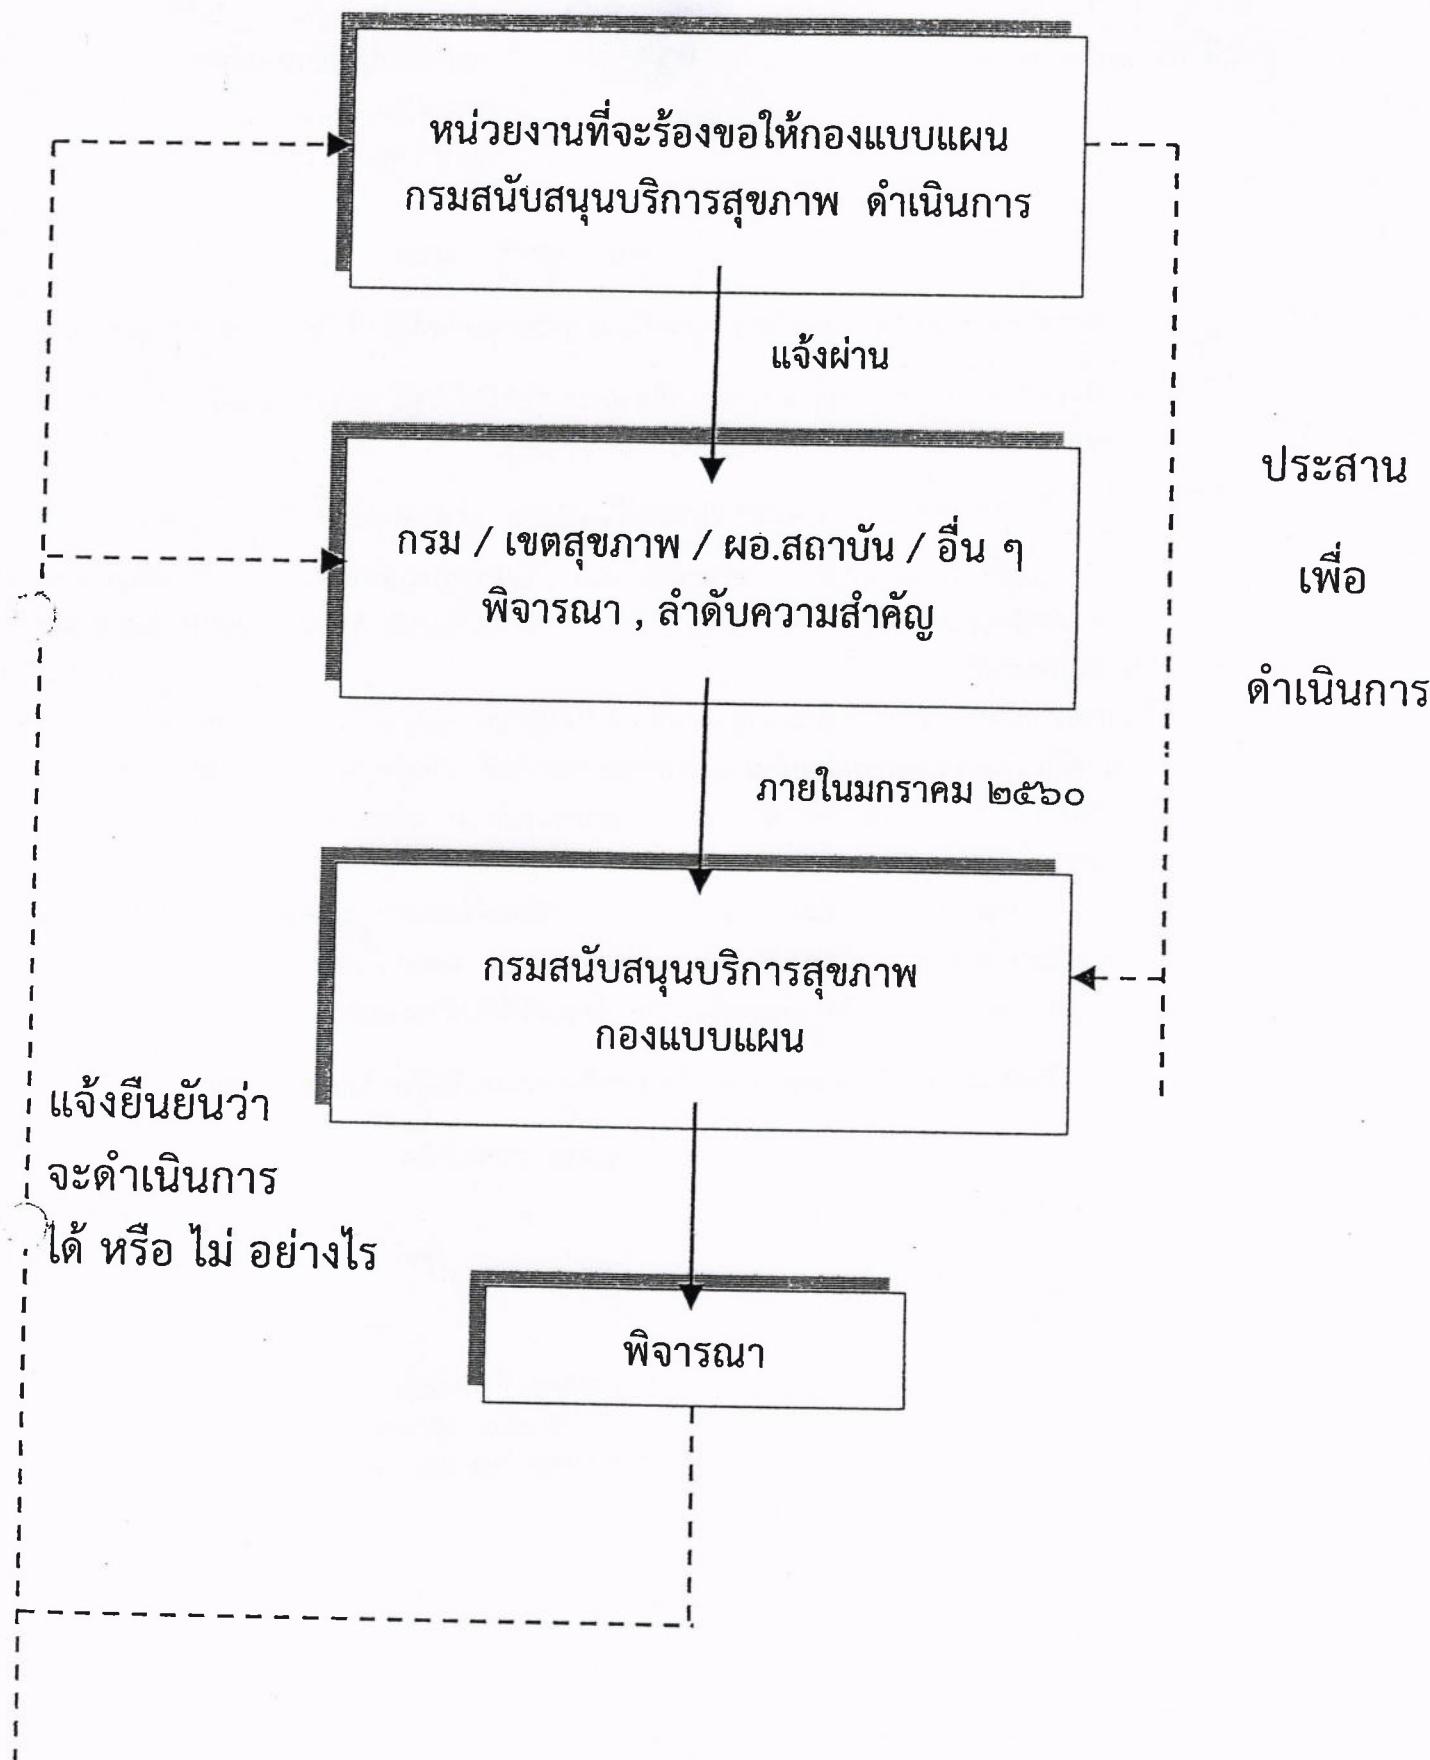 หน่วยงานที่จะร้องขอให้กองแบบแผน
กรมสนับสนุนบริการสุขภาพ ดำเนินการ
แจ้งผ่าน
กรม / เขตสุขภาพ / ผอ.สถาบัน / อื่น ๆ
พิจารณา , ลำดับความสำคัญ
ประสาน
เพื่อ
ดำเนินการ
ภายในมกราคม ๒๕๖๐
กรมสนับสนุนบริการสุขภาพ
กองแบบแผน
แจ้งยืนยันว่า
จะดำเนินการ
ได้ หรือ ไม่ อย่างไร
พิจารณา